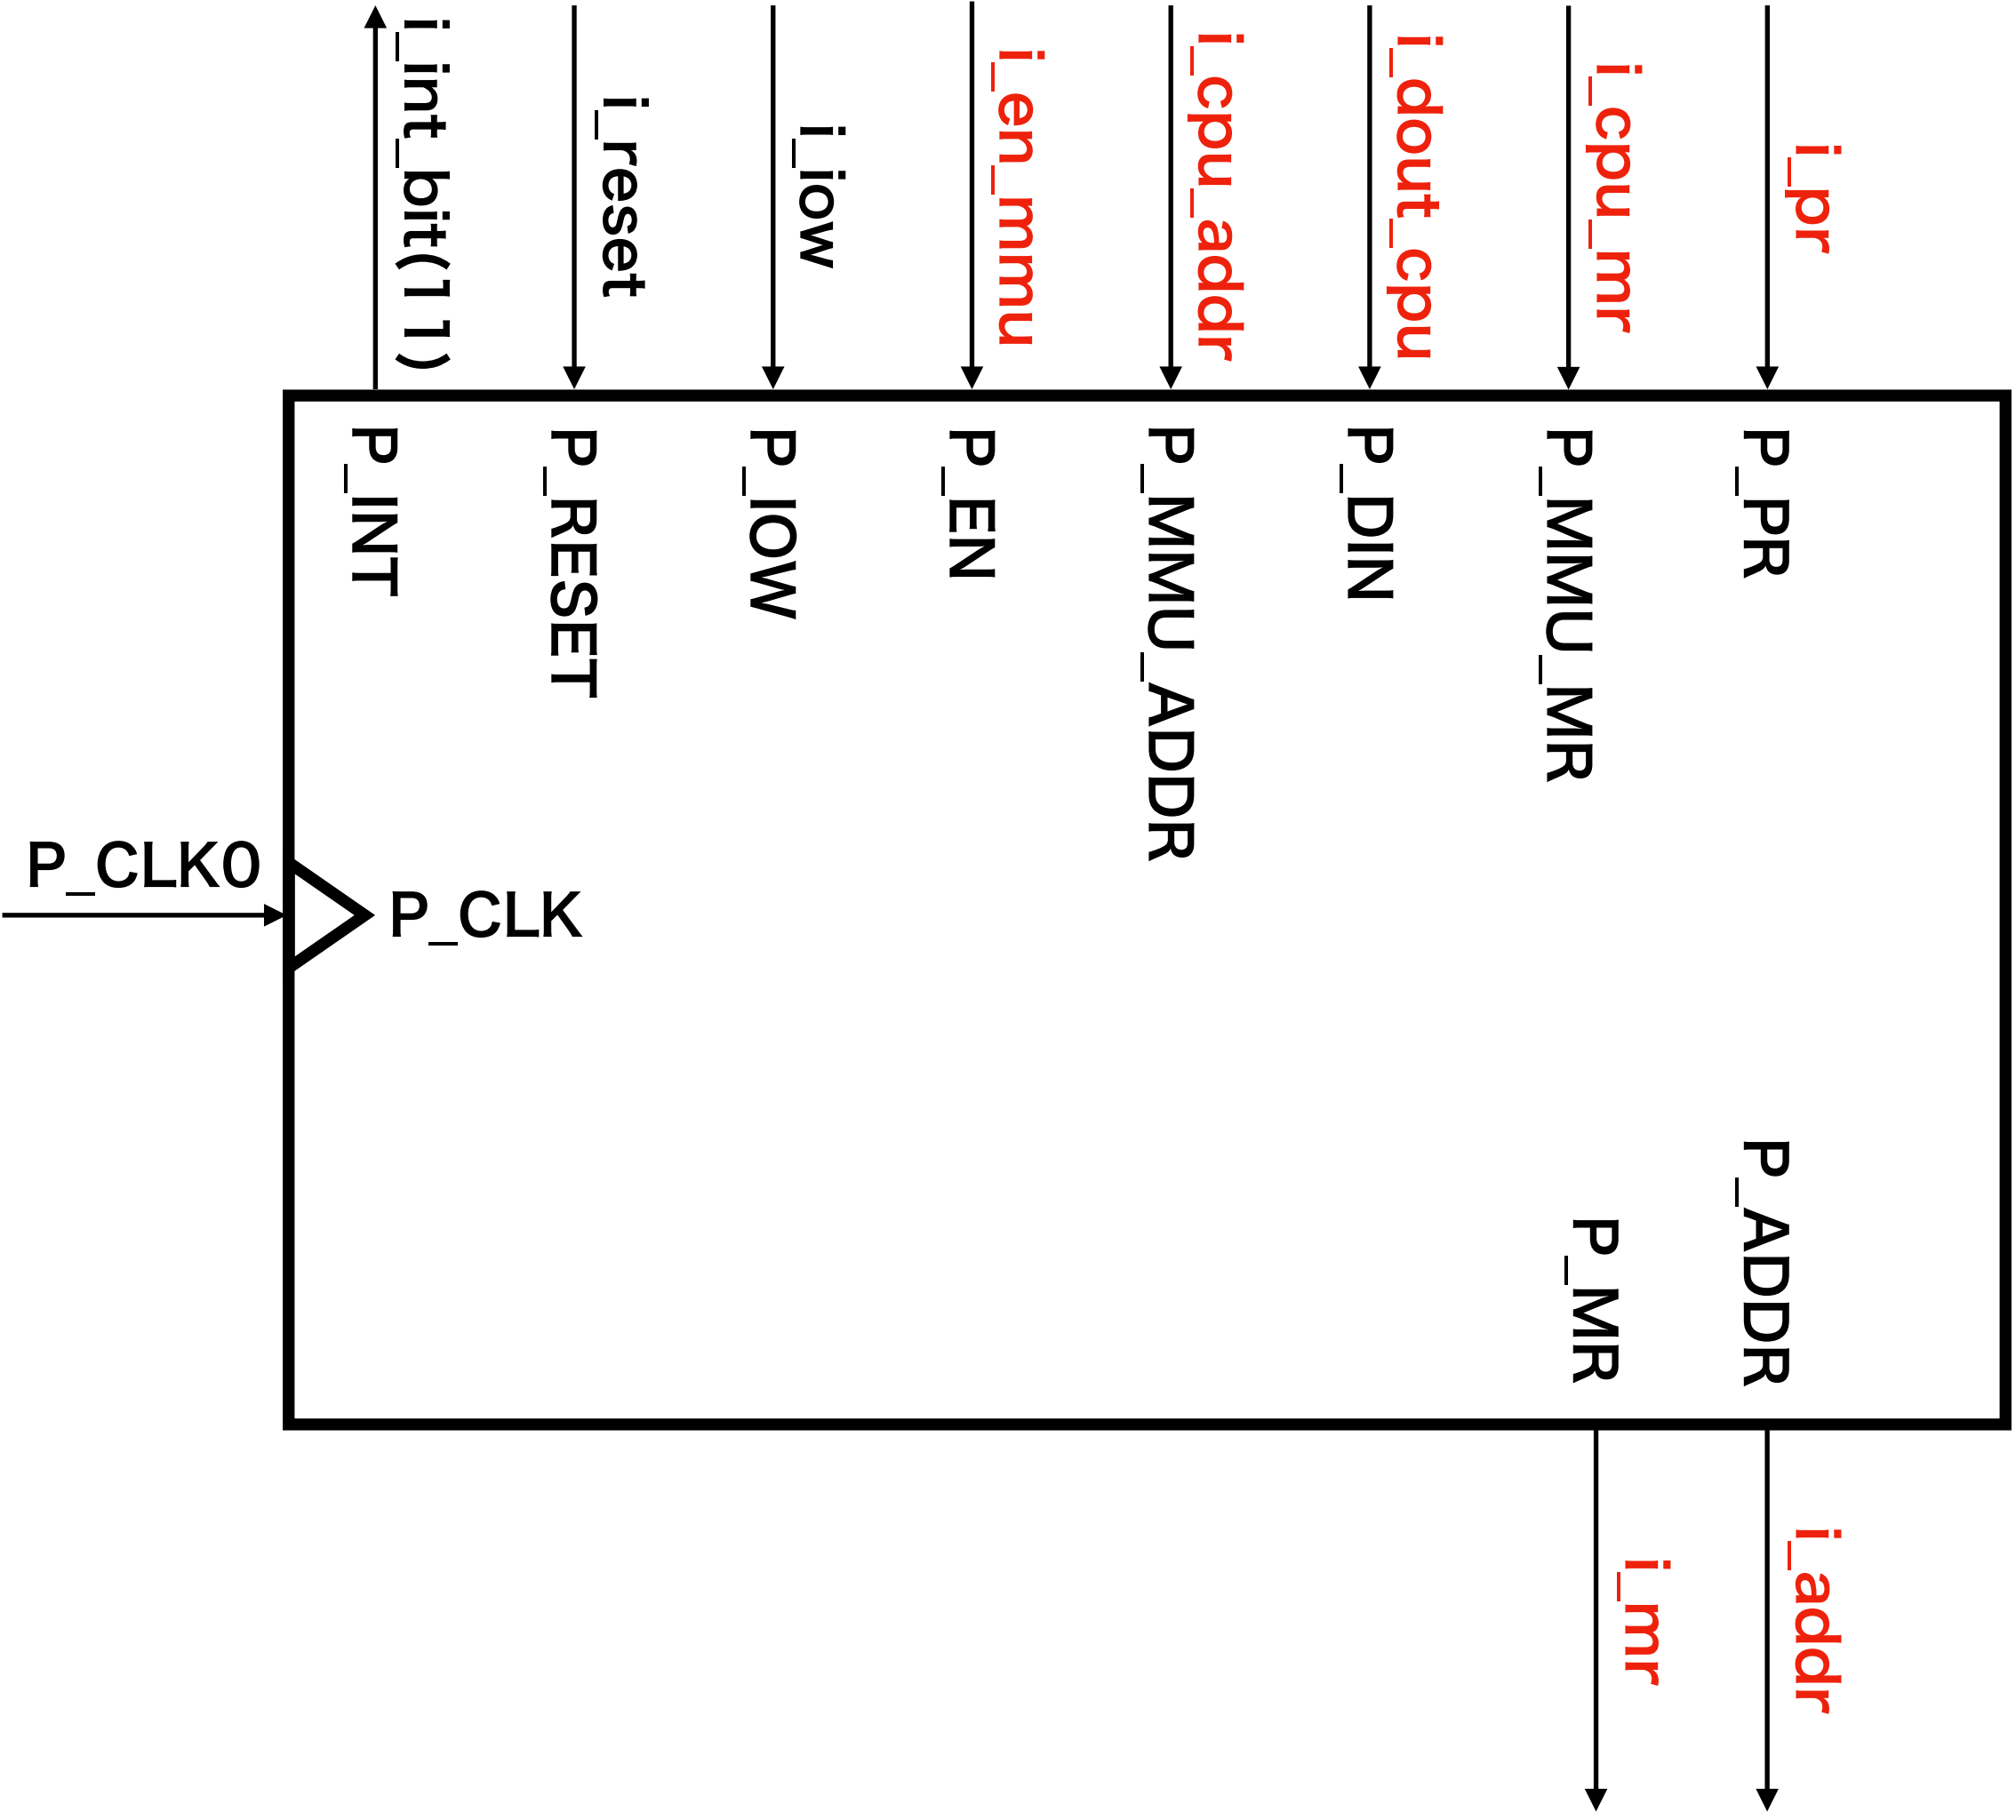 i_int_bit(11)
i_reset
i_iow
i_en_mmu
i_cpu_addr
i_dout_cpu
i_cpu_mr
i_pr
P_INT
P_RESET
P_IOW
P_EN
P_MMU_ADDR
P_DIN
P_MMU_MR
P_PR
P_CLK0
P_CLK
P_MR
P_ADDR
i_mr
i_addr